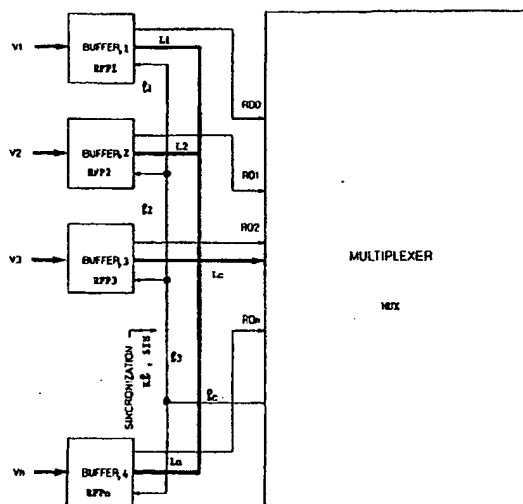 V1
BUFFER,1
BFP1
L1
ℓ1
RD0
V2
BUFFER,2
BFP2
L2
ℓ2
RD1
V3
BUFFER,3
BFP3
RD2
Lc
MULTIPLEXER
MUX
RDn
SINCRONIZATION
ℓ3
ℓc
Vn
BUFFER,4
BFPn
Ln